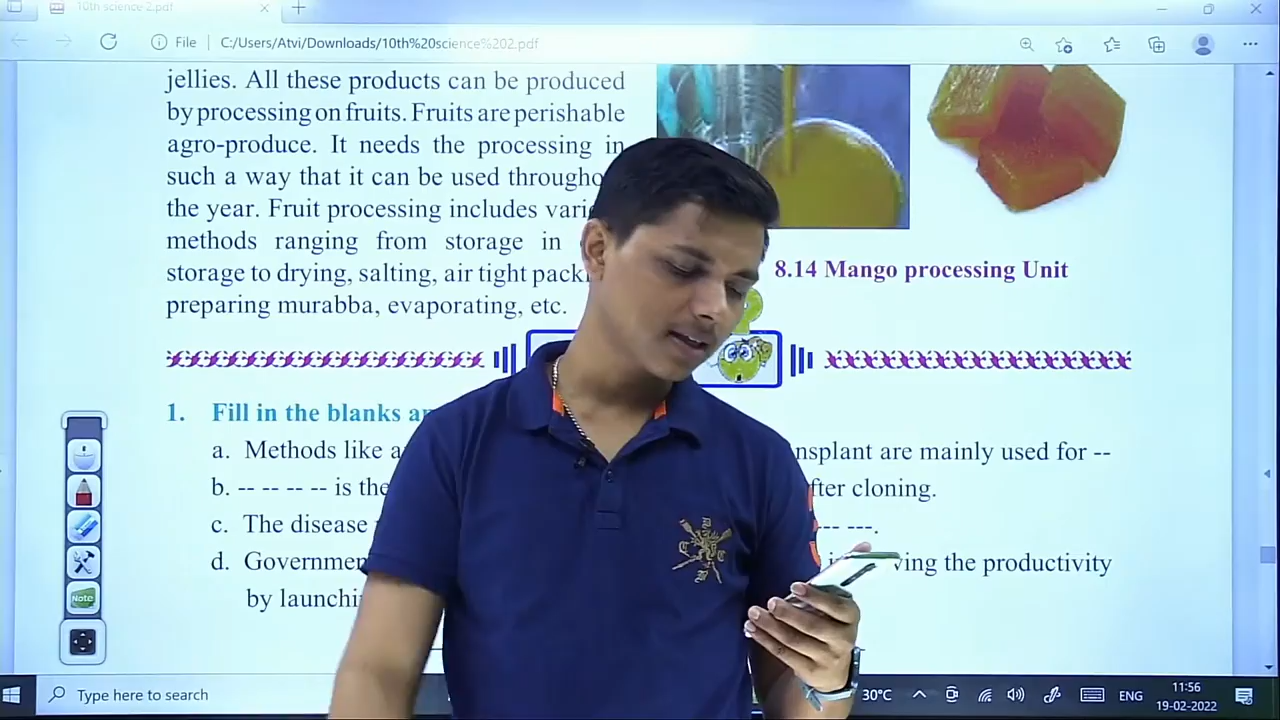 10th science 2.pdf
File C:/Users/Atvi/Downloads/10th%20science%202.pdf
jellies. All these products can be produced
by processing on fruits. Fruits are perishable
agro-produce. It needs the processing in
such a way that it can be used througho
the year. Fruit processing includes vari
methods ranging from storage in
storage to drying, salting, air tight pack
preparing murabba, evaporating, etc.
8.14 Mango processing Unit
1. Fill in the blanks a
a. Methods like a nsplant are mainly used for --
b. -- -- -- -- is the fter cloning.
c. The disease --- ---.
d. Governmen ving the productivity
by launchi
Note
Type here to search
30°C
ENG
11:56
19-02-2022